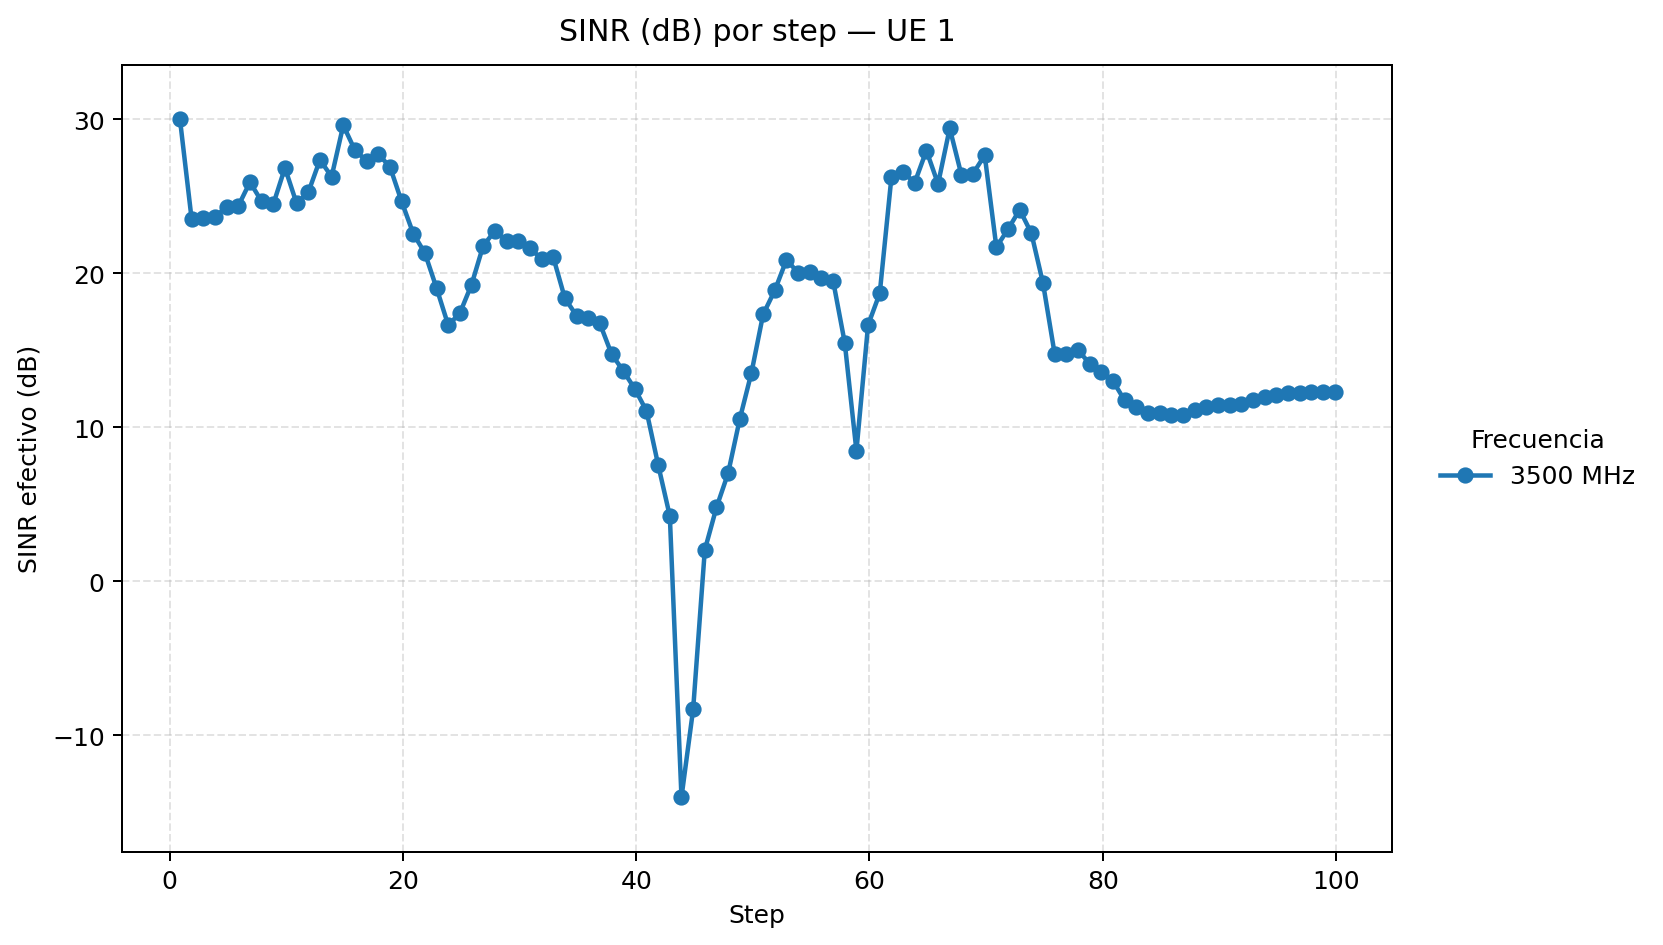 SINR (dB) por step — UE 1
SINR efectivo (dB)
30
20
10
0
−10
0
20
40
60
80
100
Step
Frecuencia
3500 MHz